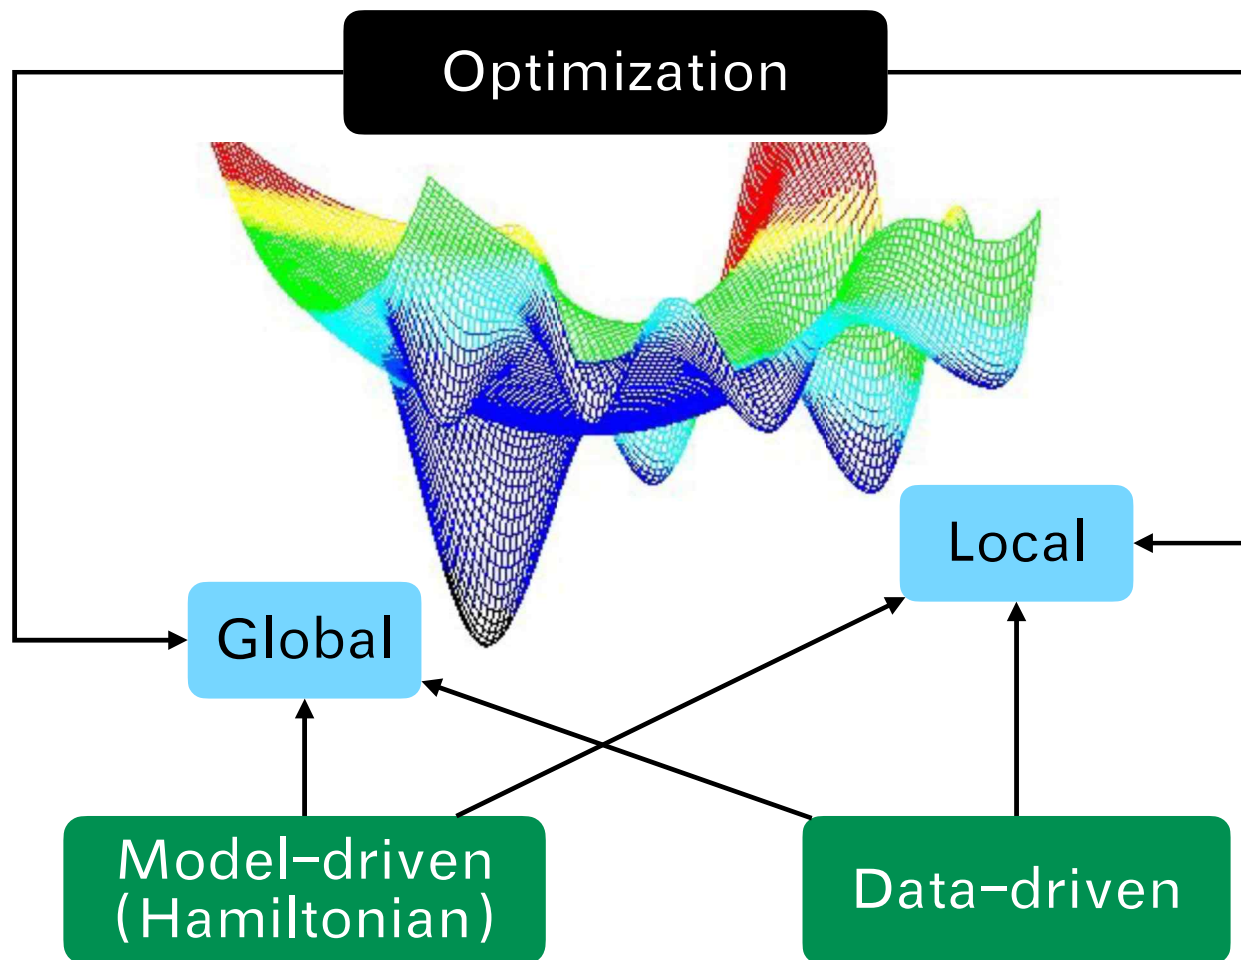 Optimization
Local
Global
Model-driven
(Hamiltonian)
Data-driven